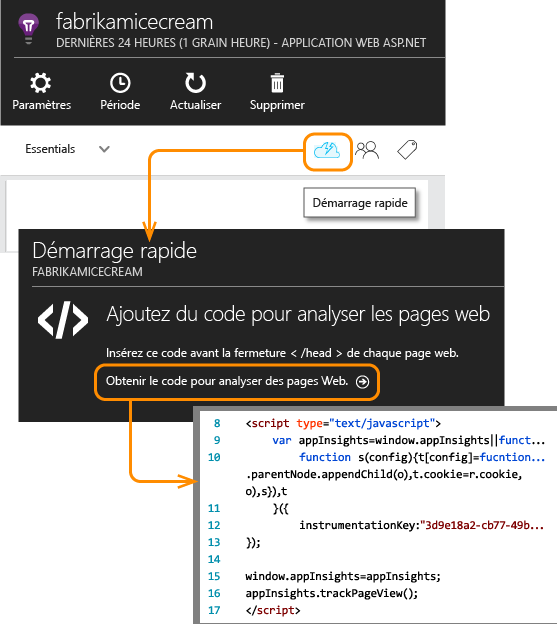 fabrikamicecream
DERNIÈRES 24 HEURES (1 GRAIN HEURE) - APPLICATION WEB ASP.NET
Paramètres Période Actualiser Supprimer
Essentials
Démarrage rapide
Démarrage rapide
FABRIKAMICECREAM
</> Ajoutez du code pour analyser les pages web
Insérez ce code avant la fermeture < /head > de chaque page web.
Obtenir le code pour analyser des pages Web.
8 <script type="text/javascript">
9 var appInsights=window.appInsights||funct...
10 function s(config){t[config]=fucntion...
.parentNode.appendChild(o),t.cookie=r.cookie,
o),s}),t
11 }({
12 instrumentationKey:"3d9e18a2-cb77-49b...
13 });
14
15 window.appInsights=appInsights;
16 appInsights.trackPageView();
17 </script>